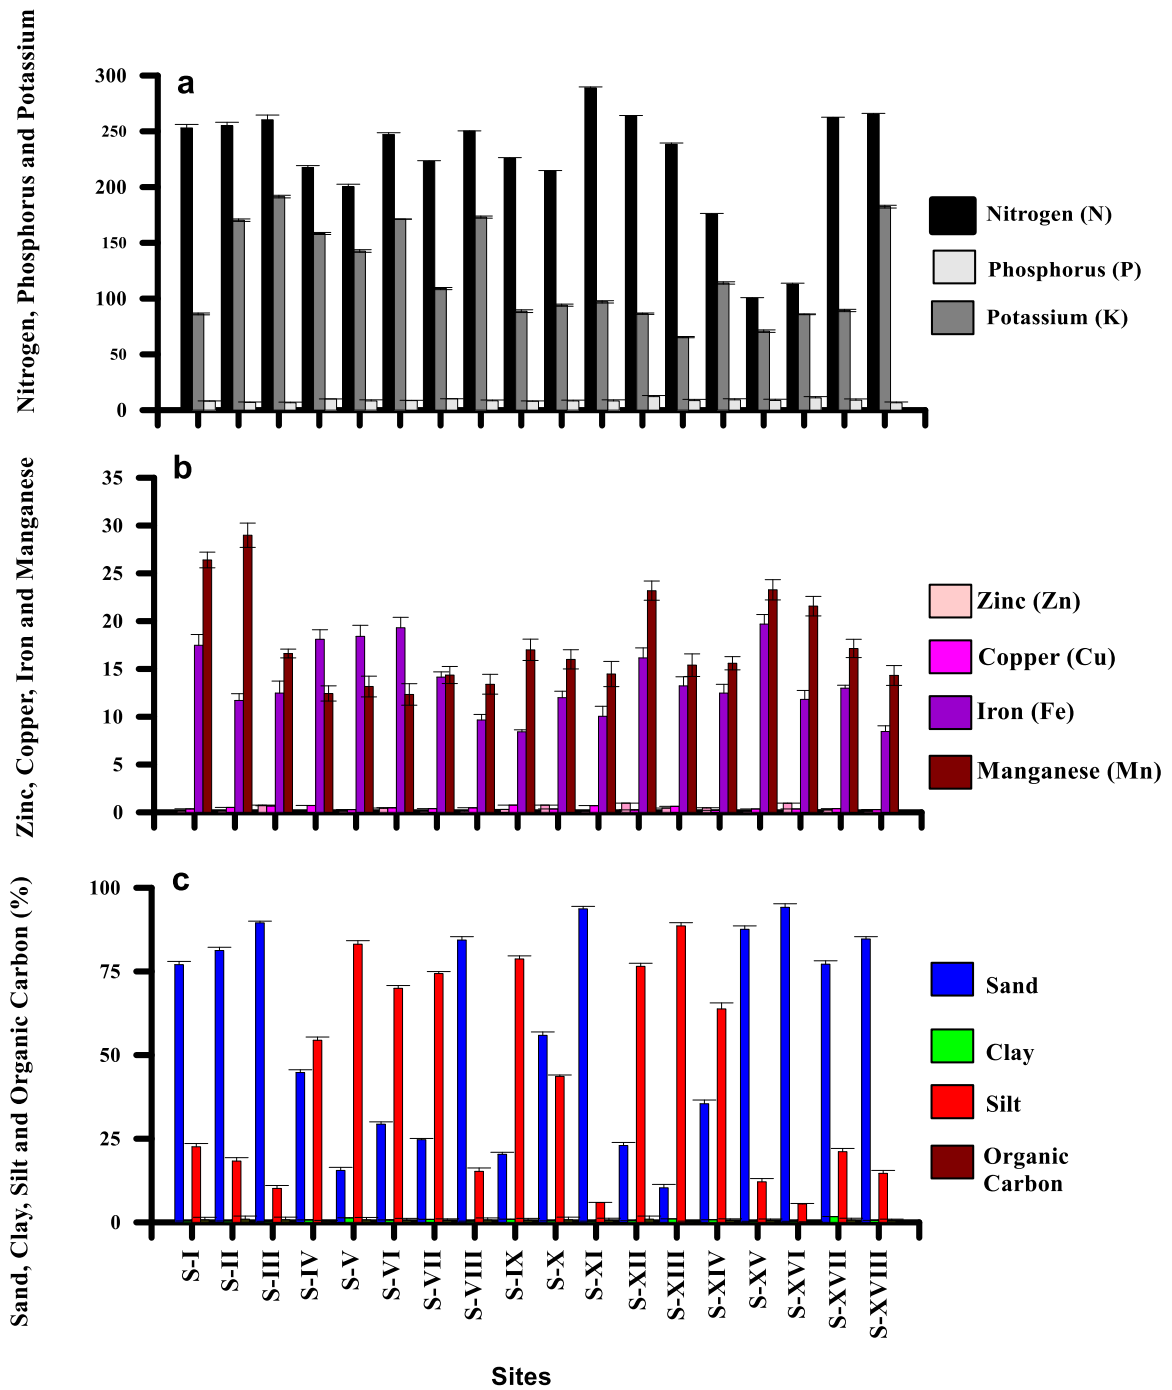 Nitrogen, Phosphorus and Potassium
a
300
250
200
150
100
50
0
Nitrogen (N)
Phosphorus (P)
Potassium (K)
Zinc, Copper, Iron and Manganese
b
35
30
25
20
15
10
5
0
Zinc (Zn)
Copper (Cu)
Iron (Fe)
Manganese (Mn)
Sand, Clay, Silt and Organic Carbon (%)
c
100
75
50
25
0
Sand
Clay
Silt
Organic
Carbon
S-I
S-II
S-III
S-IV
S-V
S-VI
S-VII
S-VIII
S-IX
S-X
S-XI
S-XII
S-XIII
S-XIV
S-XV
S-XVI
S-XVII
S-XVIII
Sites